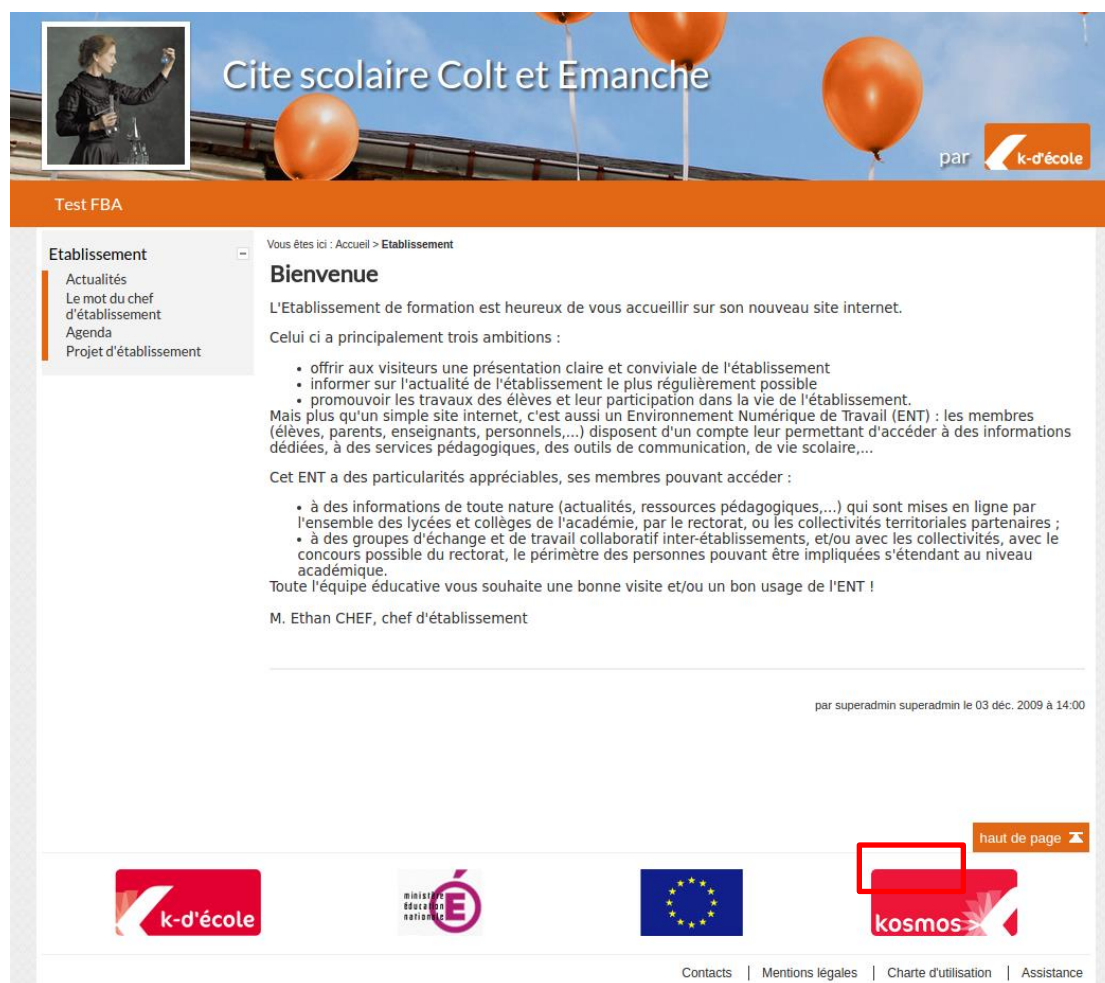 Cite scolaire Colt et Emanche
par k-d'école
Test FBA
Etablissement
Actualités
Le mot du chef
d'établissement
Agenda
Projet d'établissement
Vous êtes ici : Accueil > Etablissement
Bienvenue
L'Etablissement de formation est heureux de vous accueillir sur son nouveau site internet.
Celui ci a principalement trois ambitions :
• offrir aux visiteurs une présentation claire et conviviale de l'établissement
• informer sur l'actualité de l'établissement le plus régulièrement possible
• promouvoir les travaux des élèves et leur participation dans la vie de l'établissement.
Mais plus qu'un simple site internet, c'est aussi un Environnement Numérique de Travail (ENT) : les membres
(élèves, parents, enseignants, personnels,...) disposent d'un compte leur permettant d'accéder à des informations
dédiées, à des services pédagogiques, des outils de communication, de vie scolaire,...
Cet ENT a des particularités appréciables, ses membres pouvant accéder :
• à des informations de toute nature (actualités, ressources pédagogiques,...) qui sont mises en ligne par
l'ensemble des lycées et collèges de l'académie, par le rectorat, ou les collectivités territoriales partenaires ;
• à des groupes d'échange et de travail collaboratif inter-établissements, et/ou avec les collectivités, avec le
concours possible du rectorat, le périmètre des personnes pouvant être impliquées s'étendant au niveau
académique.
Toute l'équipe éducative vous souhaite une bonne visite et/ou un bon usage de l'ENT !
M. Ethan CHEF, chef d'établissement
par superadmin superadmin le 03 déc. 2009 à 14:00
haut de page
k-d'école
ministère
éducation
nationale
É
kosmos >
Contacts | Mentions légales | Charte d'utilisation | Assistance